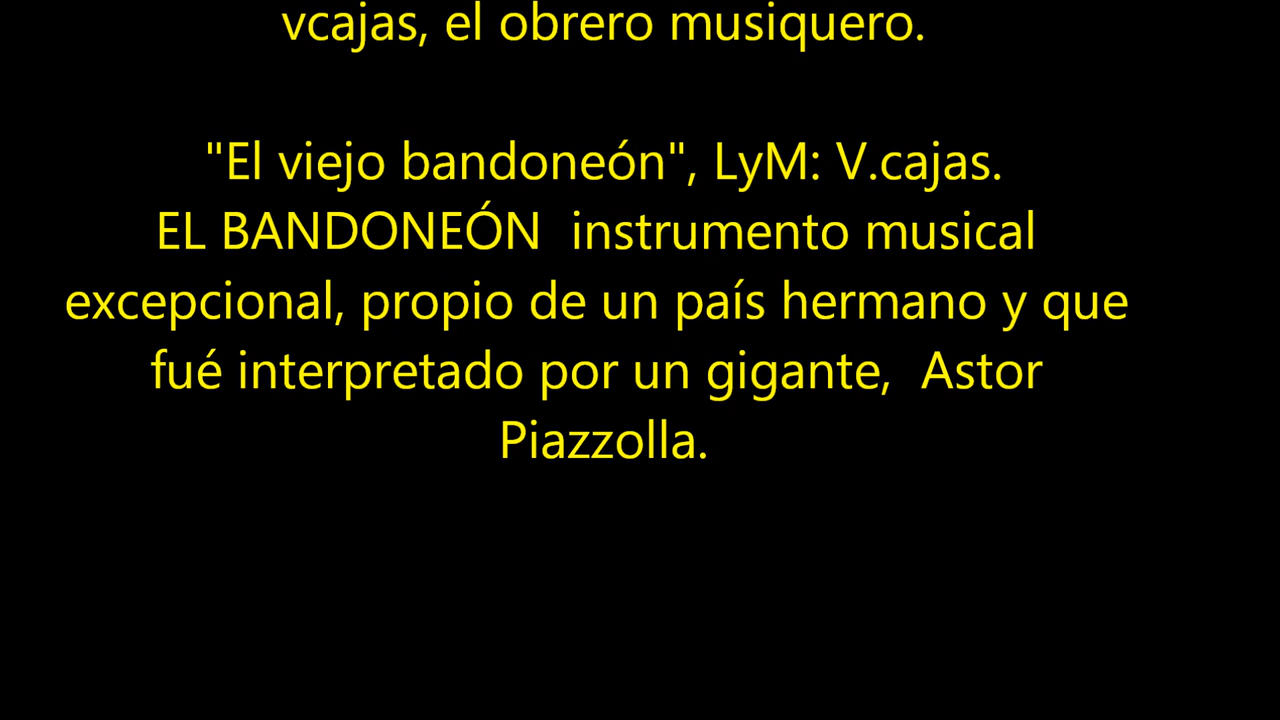 vcajas, el obrero musiquero.
"El viejo bandoneón", LyM: V.cajas.
EL BANDONEÓN  instrumento musical
excepcional, propio de un país hermano y que
fué interpretado por un gigante,  Astor
Piazzolla.